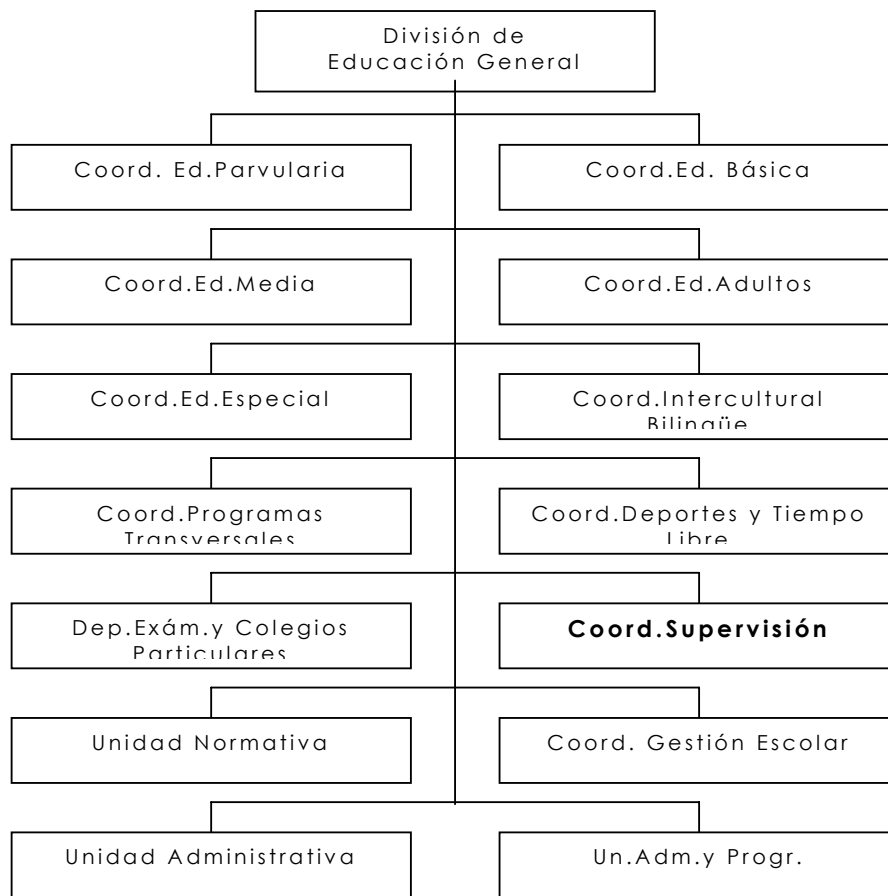 División de
Educación General
Coord. Ed.Parvularia
Coord.Ed. Básica
Coord.Ed.Media
Coord.Ed.Adultos
Coord.Ed.Especial
Coord.Intercultural
Bilingüe
Coord.Programas
Transversales
Coord.Deportes y Tiempo
Libre
Dep.Exám.y Colegios
Particulares
Coord.Supervisión
Unidad Normativa
Coord. Gestión Escolar
Unidad Administrativa
Un.Adm.y Progr.